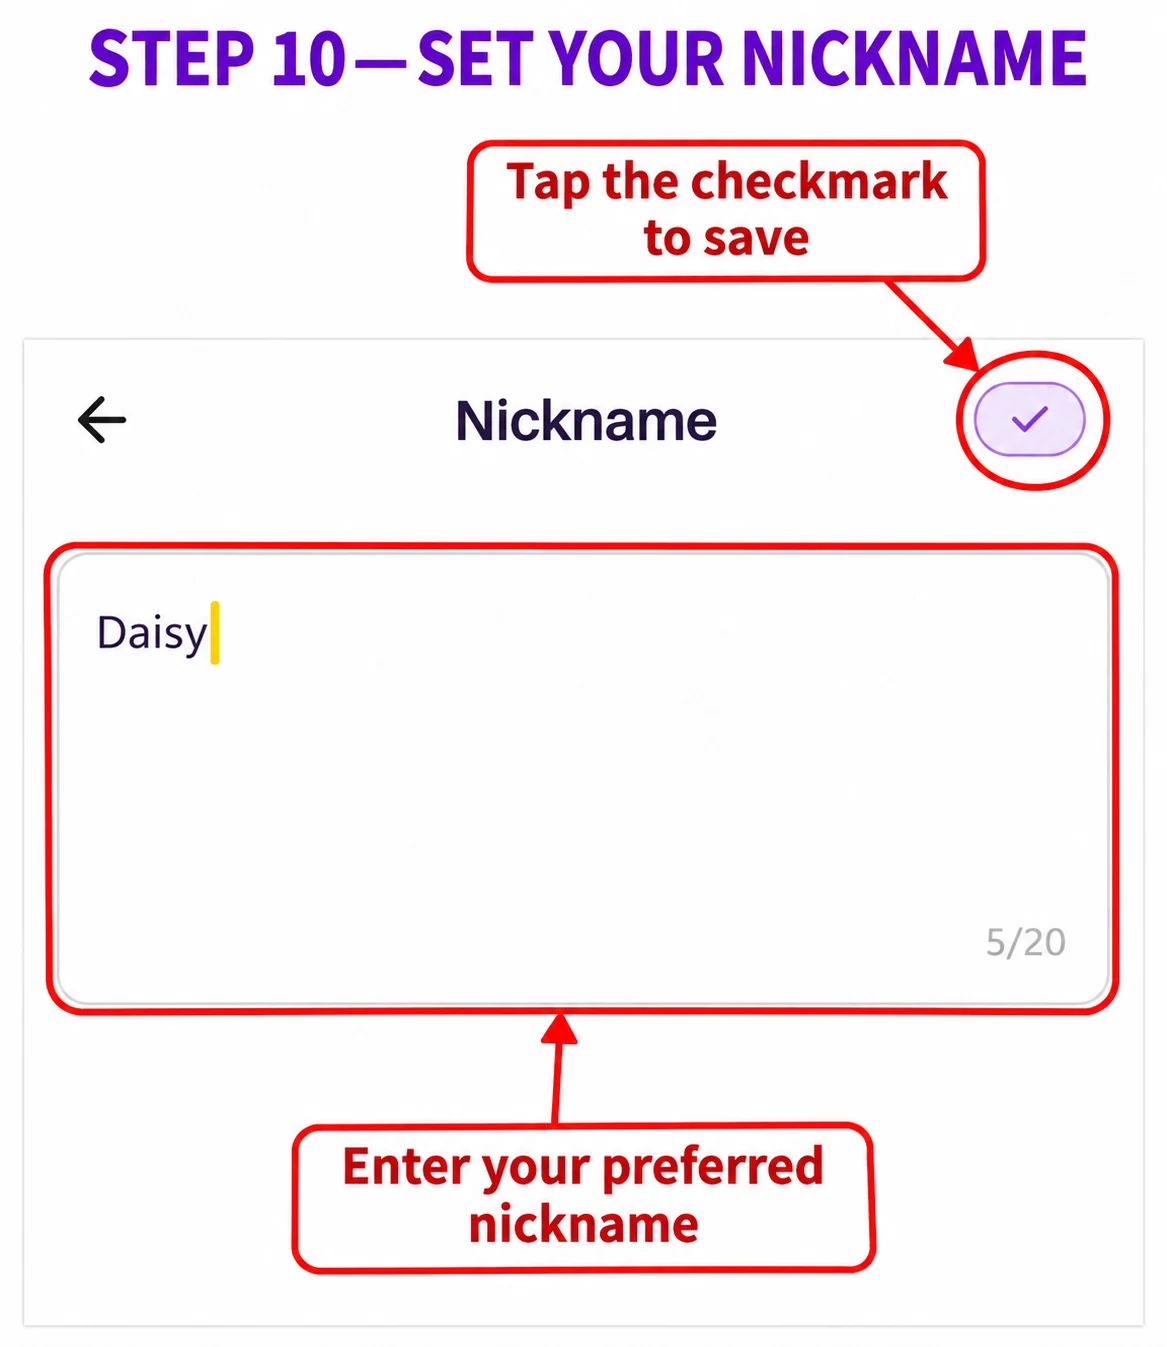 STEP 10—SET YOUR NICKNAME
Tap the checkmark
to save
Nickname
Daisy
5/20
Enter your preferred
nickname